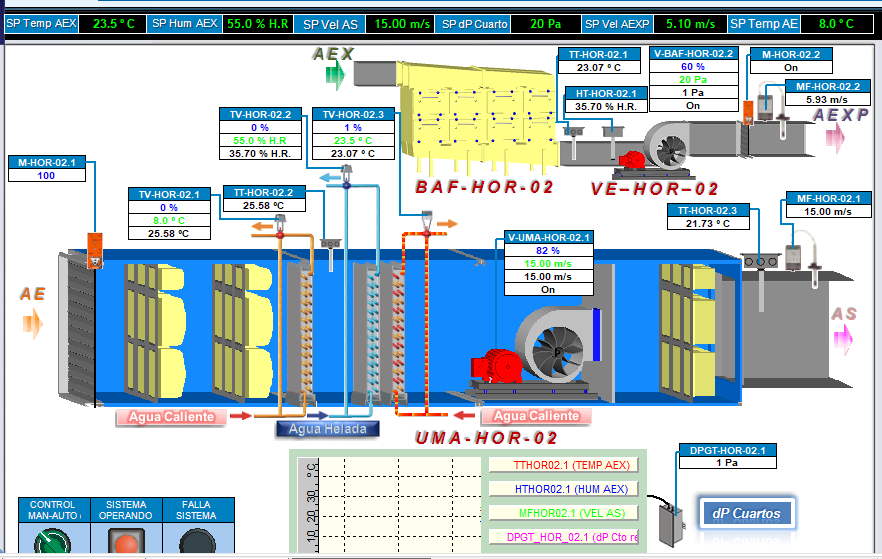 SP Temp AEX 23.5 º C SP Hum AEX 55.0 % H.R SP Vel AS 15.00 m/s SP dP Cuarto 20 Pa SP Vel AEXP 5.10 m/s SP Temp AE 8.0 º C
AEX
TT-HOR-02.1
23.07 º C
HT-HOR-02.1
35.70 % H.R.
V-BAF-HOR-02.2
60 %
20 Pa
1 Pa
On
M-HOR-02.2
On
MF-HOR-02.2
5.93 m/s
AEXP
TV-HOR-02.2
0 %
55.0 % H.R
35.70 % H.R.
TV-HOR-02.3
1 %
23.5 º C
23.07 º C
M-HOR-02.1
100
BAF-HOR-02
VE-HOR-02
TV-HOR-02.1
0 %
8.0 º C
25.58 ºC
TT-HOR-02.2
25.58 ºC
TT-HOR-02.3
21.73 º C
MF-HOR-02.1
15.00 m/s
V-UMA-HOR-02.1
82 %
15.00 m/s
15.00 m/s
On
AE
AS
Agua Caliente
Agua Helada
Agua Caliente
UMA-HOR-02
DPGT-HOR-02.1
1 Pa
º C
30
20
10
TTHOR02.1 (TEMP AEX)
HTHOR02.1 (HUM AEX)
MFHOR02.1 (VEL AS)
DPGT_HOR_02.1 (dP Cto re
dP Cuartos
CONTROL
MAN-AUTO
SISTEMA
OPERANDO
FALLA
SISTEMA